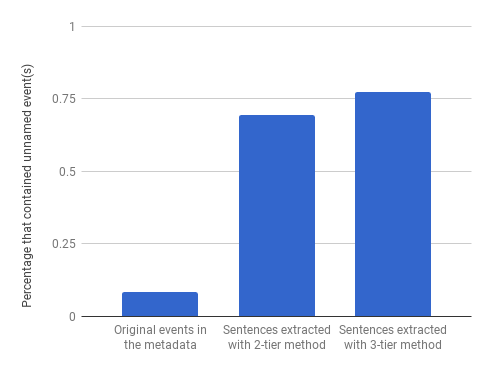 Percentage that contained unnamed event(s)
1
0.75
0.5
0.25
0
Original events in
the metadata
Sentences extracted
with 2-tier method
Sentences extracted
with 3-tier method